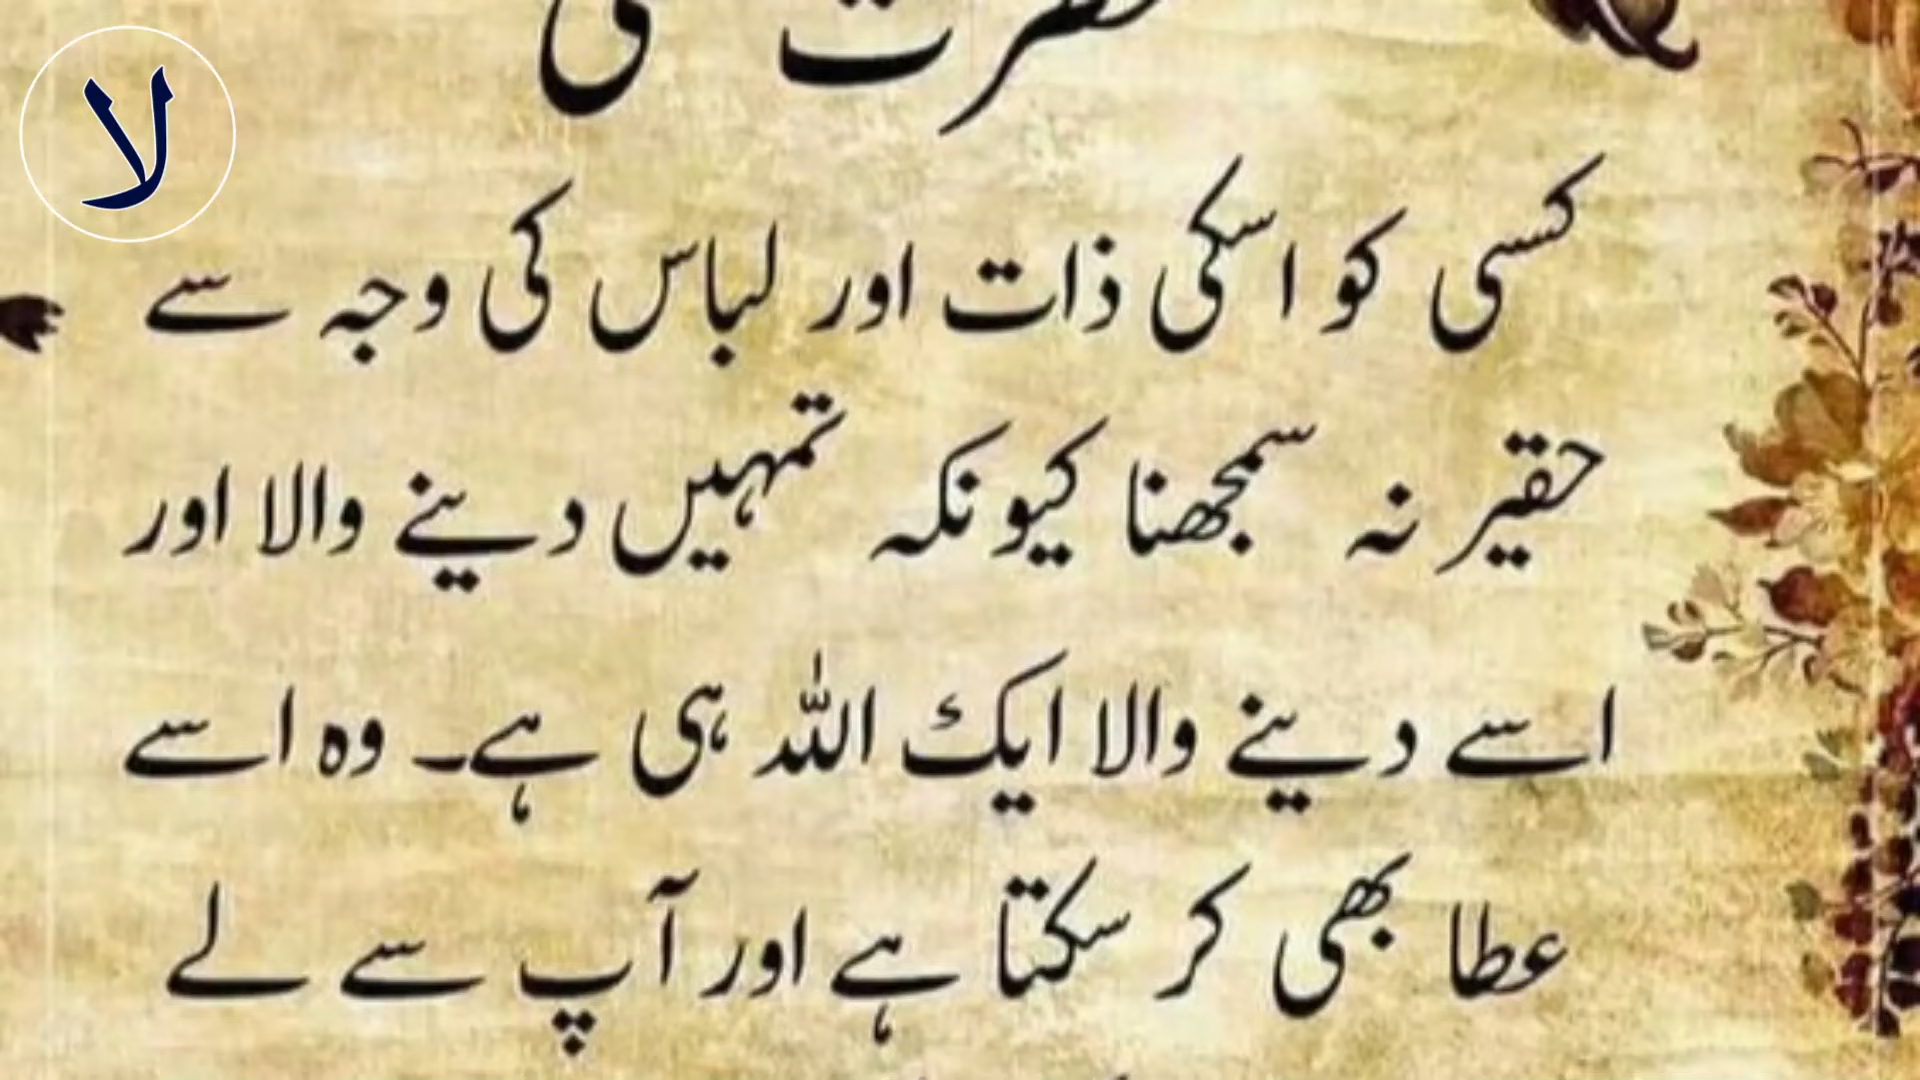 لا
حضرت
کسی کو اسکی ذات اور لباس کی وجہ سے
حقیر نہ سمجھنا کیونکہ تمہیں دینے والا اور
اسے دینے والا ایک اللہ ہی ہے۔ وہ اسے
عطا بھی کر سکتا ہے اور آپ سے لے